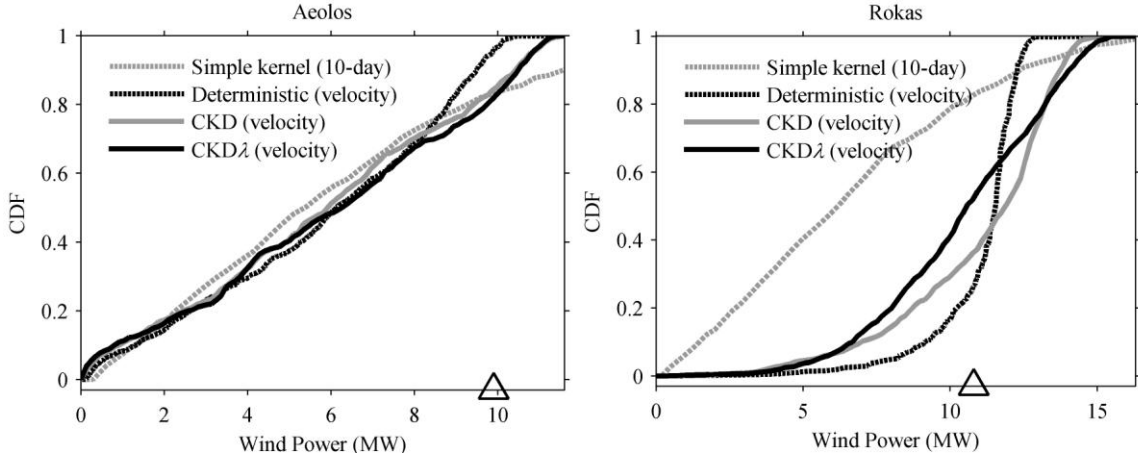 Aeolos
1
0.8
0.6
0.4
0.2
0
CDF
Simple kernel (10-day)
Deterministic (velocity)
CKD (velocity)
CKDλ (velocity)
0 2 4 6 8 10
Wind Power (MW)
Rokas
1
0.8
0.6
0.4
0.2
0
CDF
Simple kernel (10-day)
Deterministic (velocity)
CKD (velocity)
CKDλ (velocity)
0 5 10 15
Wind Power (MW)